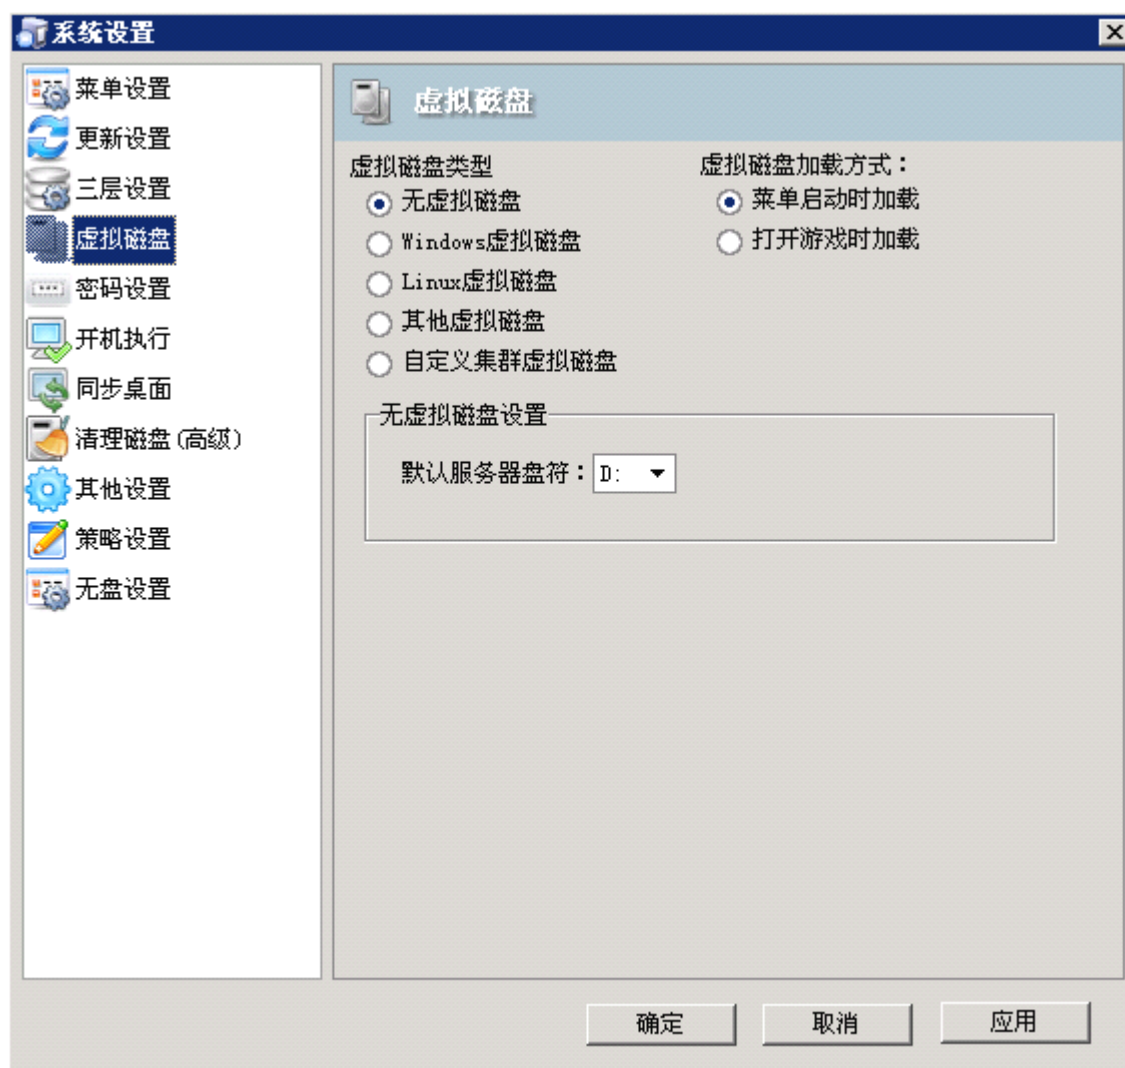 系统设置
菜单设置
更新设置
三层设置
虚拟磁盘
密码设置
开机执行
同步桌面
清理磁盘(高级)
其他设置
策略设置
无盘设置
虚拟磁盘
虚拟磁盘类型
无虚拟磁盘
Windows虚拟磁盘
Linux虚拟磁盘
其他虚拟磁盘
自定义集群虚拟磁盘
虚拟磁盘加载方式：
菜单启动时加载
打开游戏时加载
无虚拟磁盘设置
默认服务器盘符：D:
确定
取消
应用